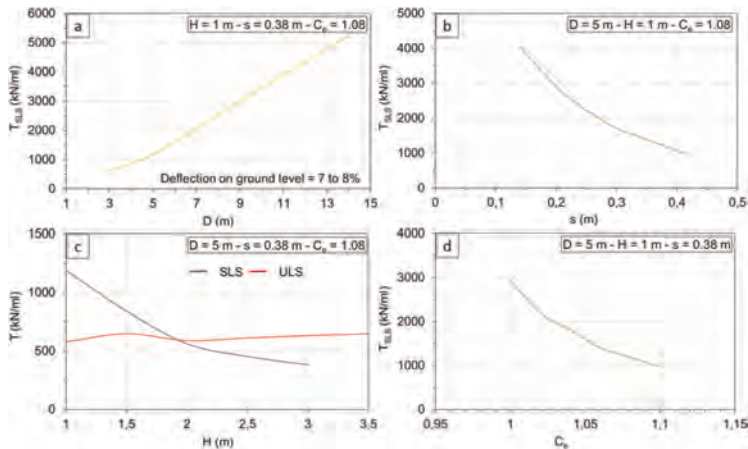 a
H = 1 m - s = 0.38 m - Cₑ = 1.08
6000
5000
4000
3000
2000
1000
0
T_SLS (kN/ml)
Deflection on ground level = 7 to 8%
1 3 5 7 9 11 13 15
D (m)
b
D = 5 m - H = 1 m - Cₑ = 1.08
5000
4000
3000
2000
1000
0
T_SLS (kN/ml)
0 0,1 0,2 0,3 0,4 0,5
s (m)
c
D = 5 m - s = 0.38 m - Cₑ = 1.08
SLS ULS
1500
1000
500
0
T (kN/ml)
1 1,5 2 2,5 3 3,5
H (m)
d
D = 5 m - H = 1 m - s = 0.38 m
4000
3000
2000
1000
0
T_SLS (kN/ml)
0,95 1 1,05 1,1 1,15
Cₑ